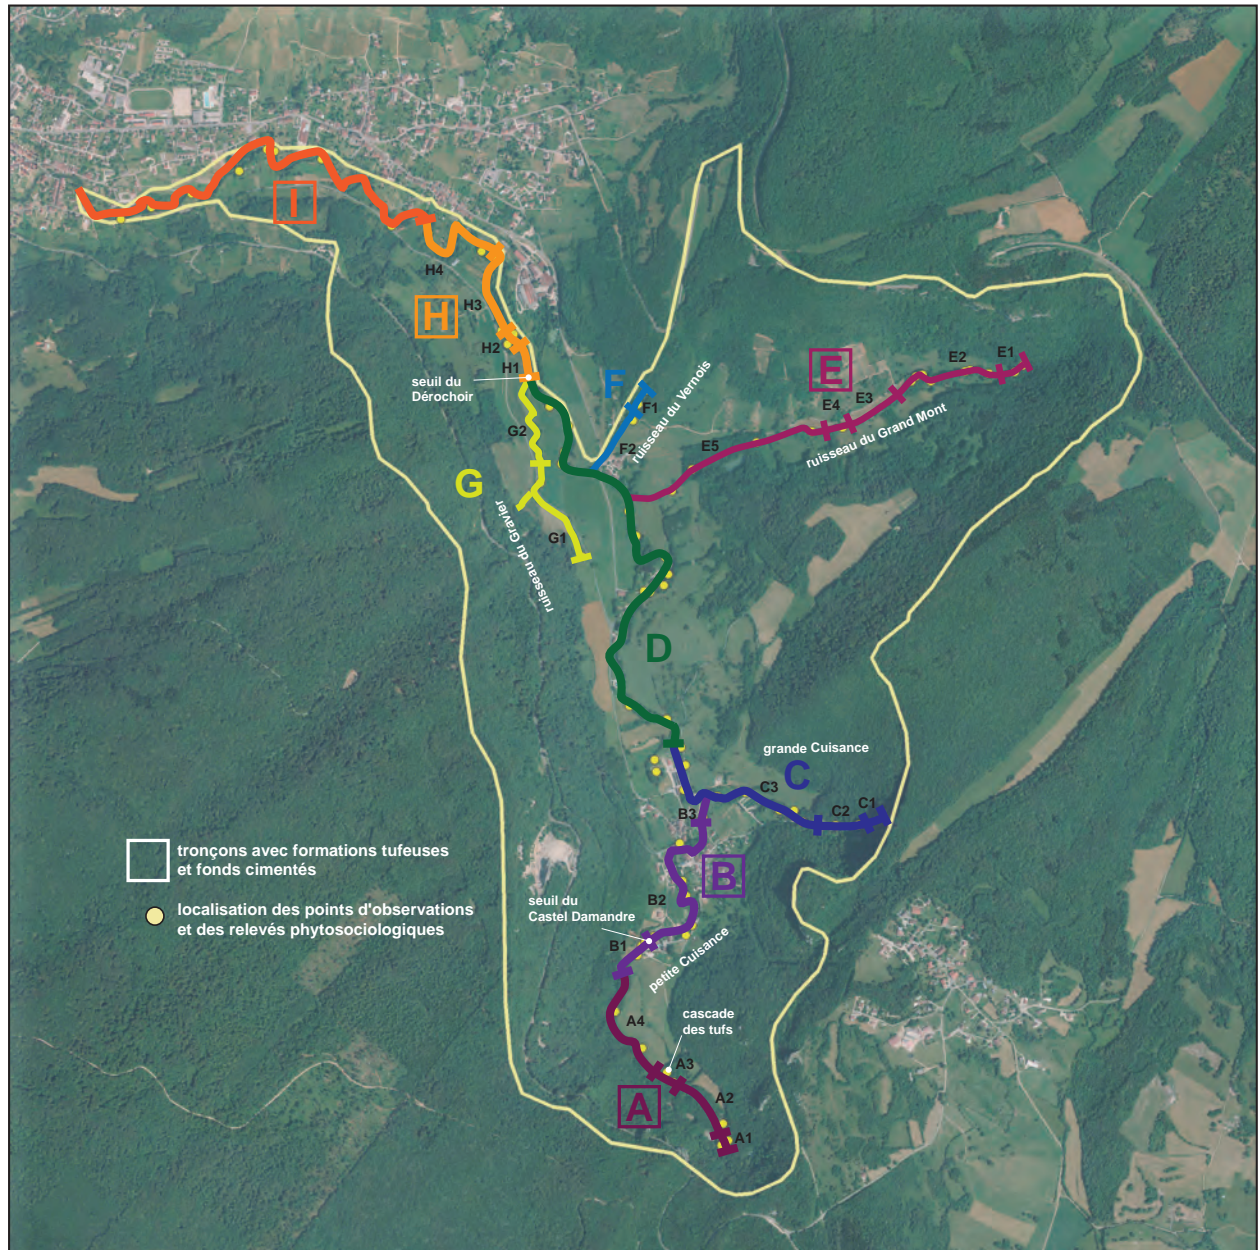 I
H4
H3
H
H2
H1
seuil du
Dérochoir
E1
E2
E
E3
E4
E5
ruisseau du Grand Mont
F
F1
F2
ruisseau du Vernois
G2
G
G1
ruisseau du Gravier
D
grande Cuisance
C
C3
C2
C1
B3
B
B2
seuil du
Castel Damandre
B1
petite Cuisance
tronçons avec formations tufeuses
et fonds cimentés
localisation des points d'observations
et des relevés phytosociologiques
cascade
des tufs
A4
A3
A
A2
A1